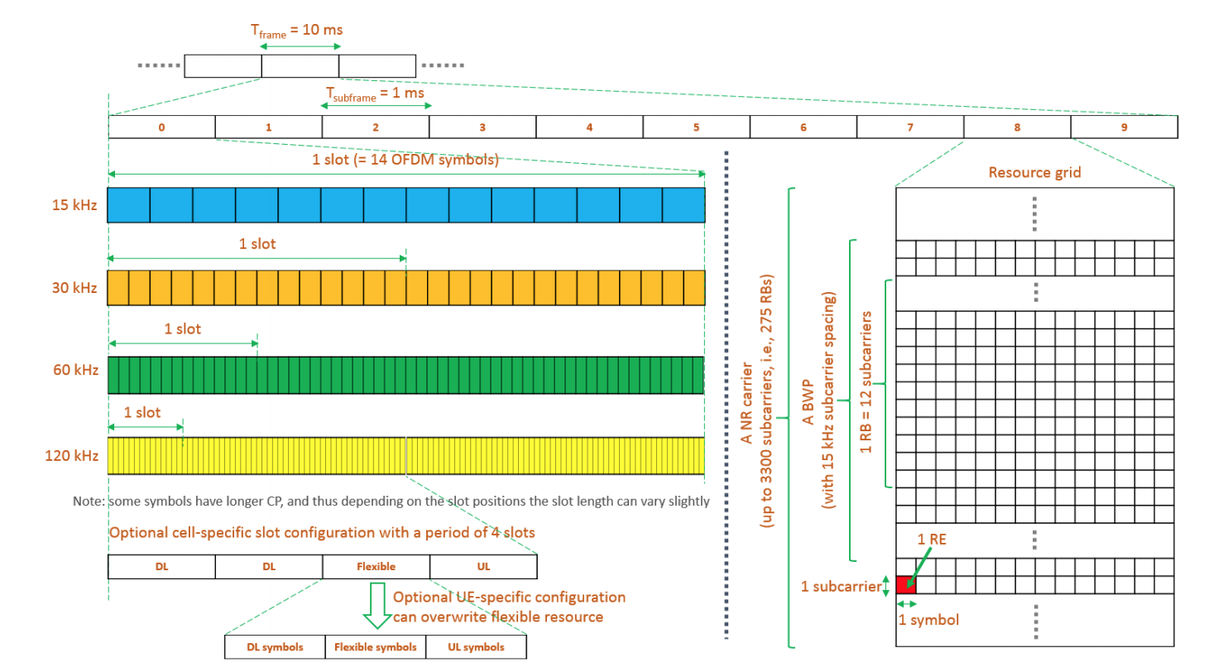 Tframe = 10 ms
Tsubframe = 1 ms
0 1 2 3 4 5 6 7 8 9
1 slot (= 14 OFDM symbols)
15 kHz
1 slot
30 kHz
1 slot
60 kHz
1 slot
120 kHz
Note: some symbols have longer CP, and thus depending on the slot positions the slot length can vary slightly
Optional cell-specific slot configuration with a period of 4 slots
DL DL Flexible UL
Optional UE-specific configuration
can overwrite flexible resource
DL symbols Flexible symbols UL symbols
Resource grid
A NR carrier
(up to 3300 subcarriers, i.e., 275 RBs)
A BWP
(with 15 kHz subcarrier spacing)
1 RB = 12 subcarriers
1 RE
1 subcarrier
1 symbol